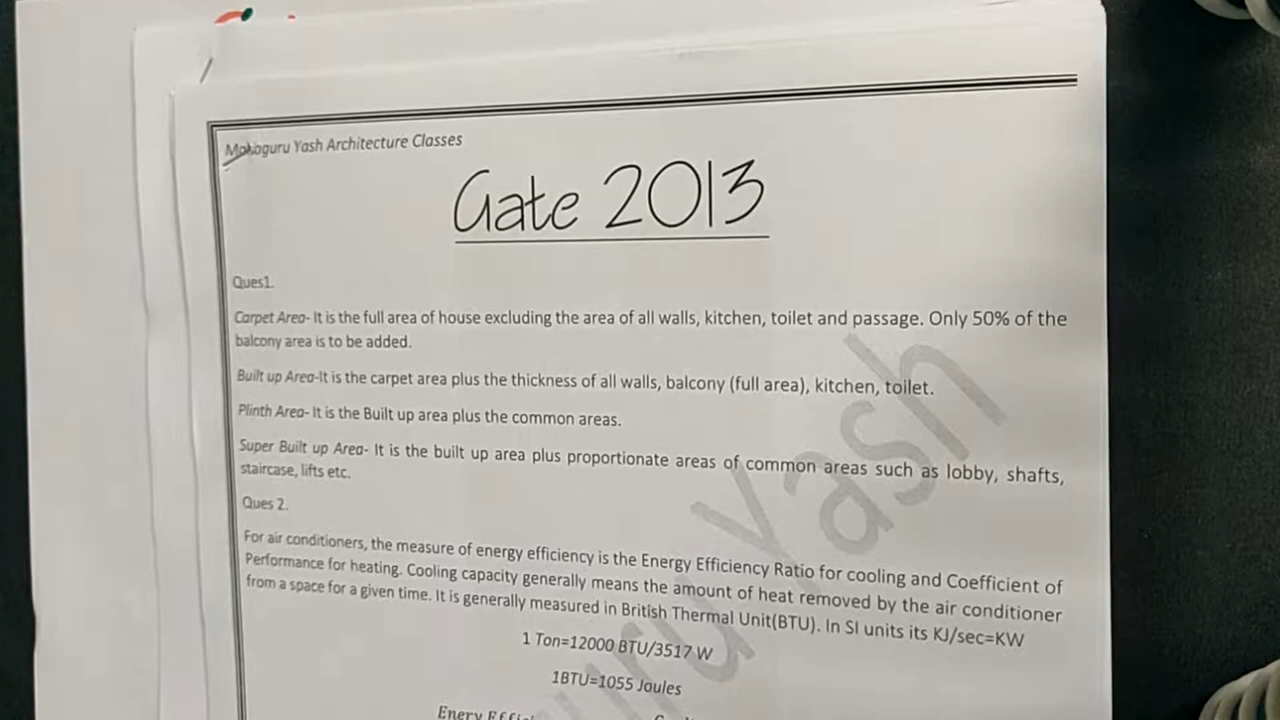 Mahaguru Yash Architecture Classes
Gate 2013
Ques1.
Carpet Area- It is the full area of house excluding the area of all walls, kitchen, toilet and passage. Only 50% of the
balcony area is to be added.
Built up Area-It is the carpet area plus the thickness of all walls, balcony (full area), kitchen, toilet.
Plinth Area- It is the Built up area plus the common areas.
Super Built up Area- It is the built up area plus proportionate areas of common areas such as lobby, shafts,
staircase, lifts etc.
Ques 2.
For air conditioners, the measure of energy efficiency is the Energy Efficiency Ratio for cooling and Coefficient of
Performance for heating. Cooling capacity generally means the amount of heat removed by the air conditioner
from a space for a given time. It is generally measured in British Thermal Unit(BTU). In SI units its KJ/sec=KW
1 Ton=12000 BTU/3517 W
1BTU=1055 Joules
Enery
uru Yash